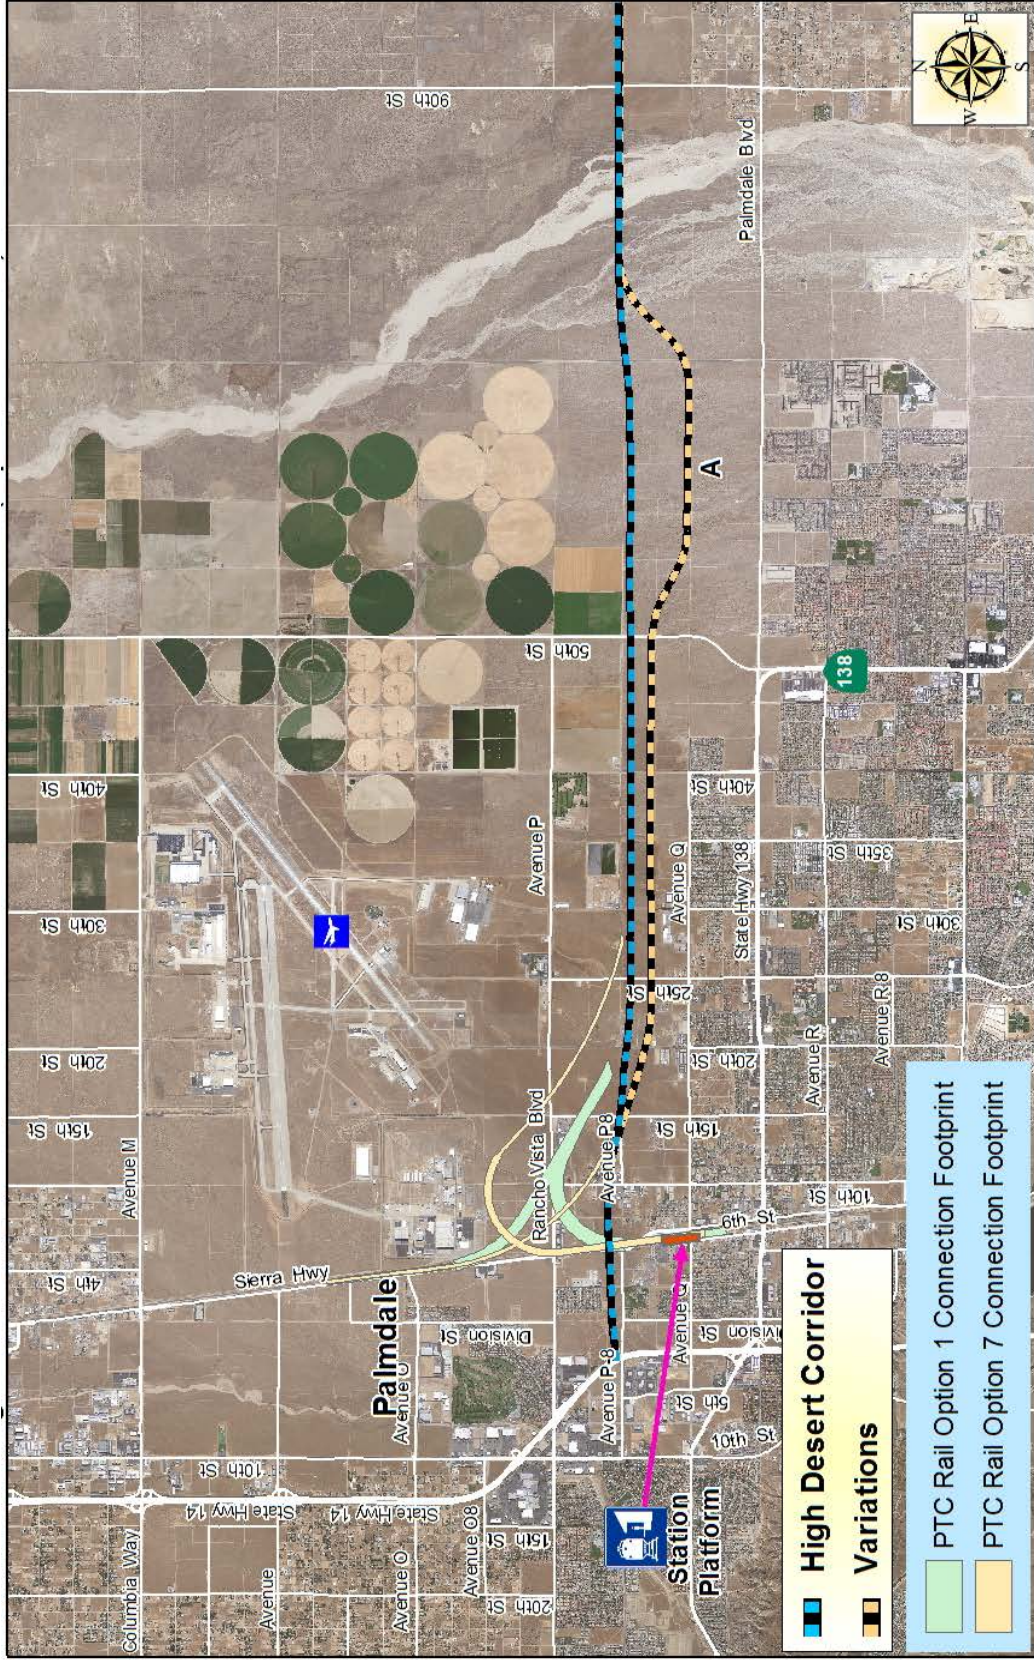 90th St
N
E
S
W
Palmdale Blvd
A
50th St
138
40th St
40th St
Avenue P
Avenue Q
State Hwy 138
35th St
30th St
30th St
25th St
Avenue R8
20th St
20th St
Avenue R
15th St
15th St
Avenue M
Rancho Vista Blvd
Avenue P8
10th St
6th St
4th St
Sierra Hwy
Palmdale
Division St
Division St
Avenue P-8
5th St
10th St
10th St
State Hwy 14
State Hwy 14
Avenue O8
15th St
20th St
Columbia Way
Avenue
Avenue O
1
Station
Platform
High Desert Corridor
Variations
PTC Rail Option 1 Connection Footprint
PTC Rail Option 7 Connection Footprint